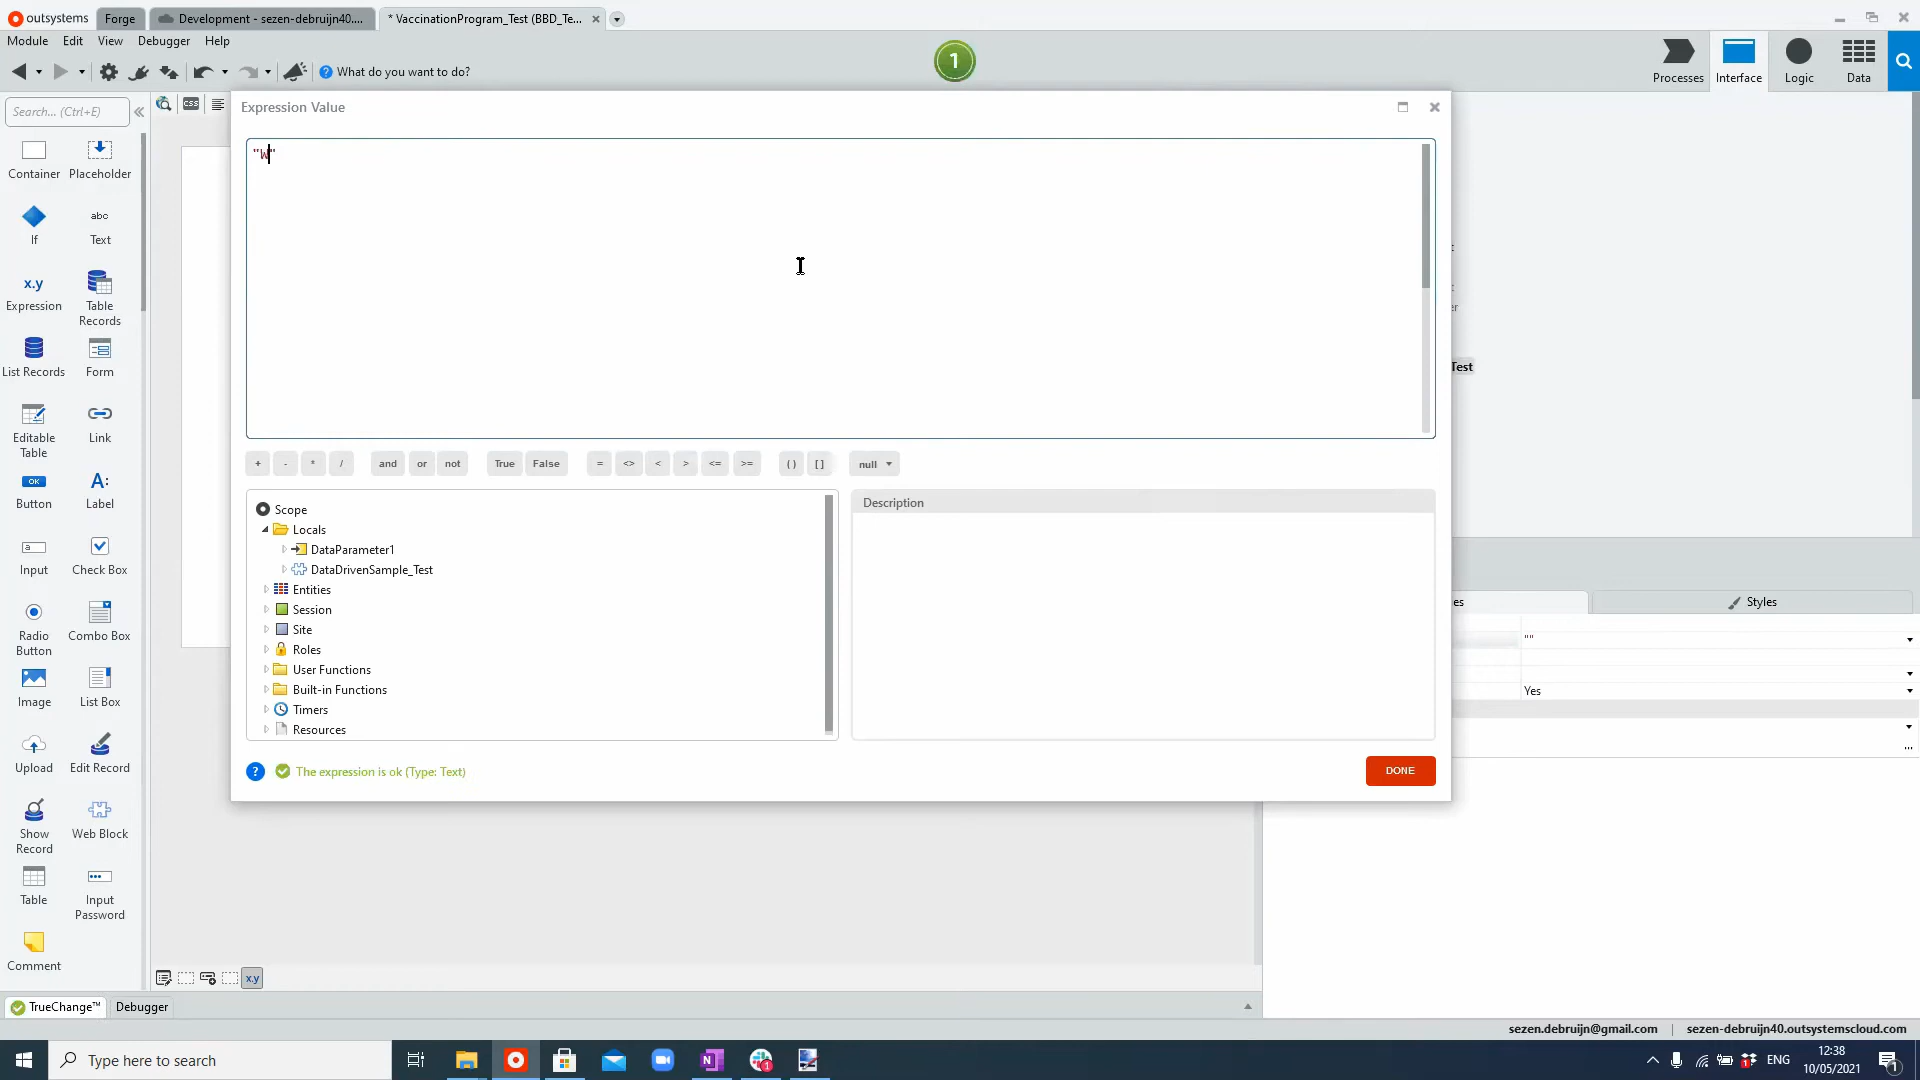 outsystems
Forge
Development - sezen-debruijn40....
* VaccinationProgram_Test (BBD_Te...
Module Edit View Debugger Help
1
What do you want to do?
Processes
Interface
Logic
Data
Search... (Ctrl+E)
css
Expression Value
"W"
Container
Placeholder
If
abc
Text
x.y
Expression
Table Records
List Records
Form
Editable Table
Link
OK
Button
A:
Label
Input
Check Box
Radio Button
Combo Box
Image
List Box
Upload
Edit Record
Show Record
Web Block
Table
Input Password
Comment
+ - * / and or not True False = <> < > <= >= ( ) [ ] null
Scope
Locals
DataParameter1
DataDrivenSample_Test
Entities
Session
Site
Roles
User Functions
Built-in Functions
Timers
Resources
Description
? The expression is ok (Type: Text)
DONE
Test
es
Styles
""
Yes
...
x.y
TrueChange™
Debugger
sezen.debruijn@gmail.com | sezen-debruijn40.outsystemscloud.com
Type here to search
ENG
12:38
10/05/2021